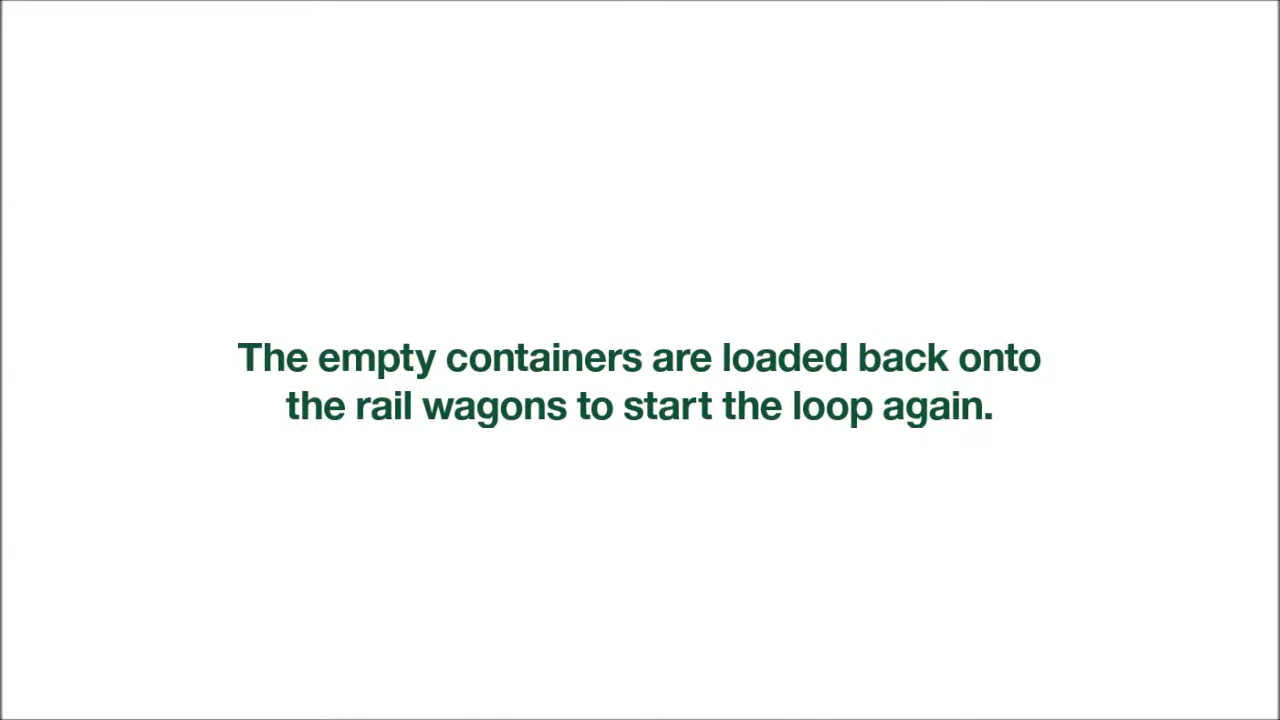 The empty containers are loaded back onto
the rail wagons to start the loop again.